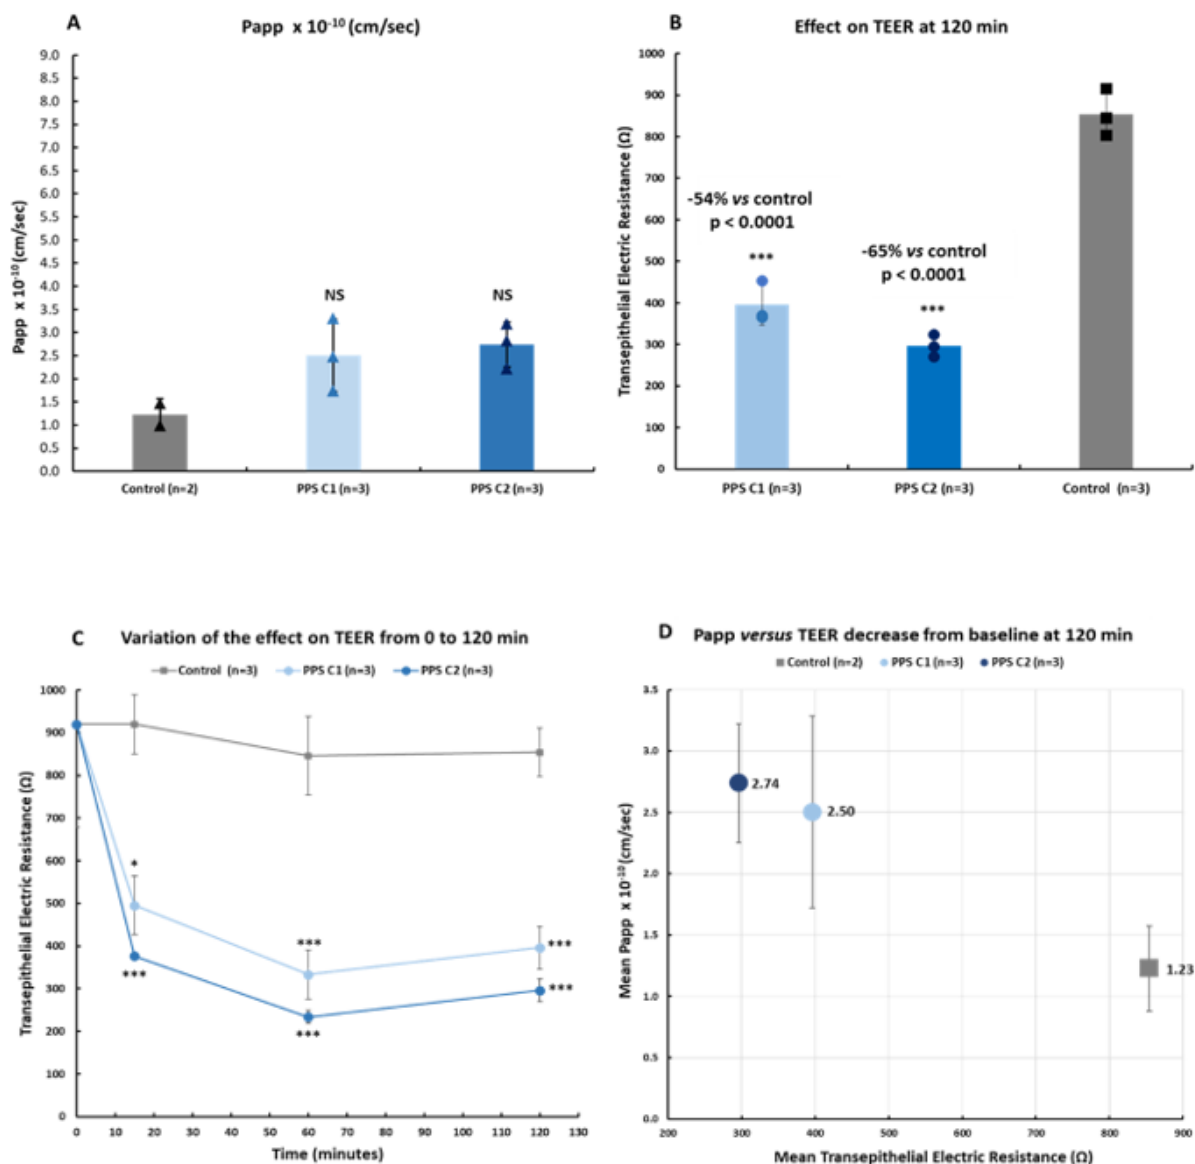 A
Papp x 10⁻¹⁰ (cm/sec)
9.0
8.5
8.0
7.5
7.0
6.5
6.0
5.5
5.0
4.5
4.0
3.5
3.0
2.5
2.0
1.5
1.0
0.5
0.0
Papp x 10⁻¹⁰ (cm/sec)
NS
NS
Control (n=2)
PPS C1 (n=3)
PPS C2 (n=3)
B
Effect on TEER at 120 min
1000
900
800
700
600
500
400
300
200
100
0
Transepithelial Electric Resistance (Ω)
-54% vs control
p < 0.0001
***
-65% vs control
p < 0.0001
***
PPS C1 (n=3)
PPS C2 (n=3)
Control (n=3)
C
Variation of the effect on TEER from 0 to 120 min
Control (n=3)
PPS C1 (n=3)
PPS C2 (n=3)
1000
900
800
700
600
500
400
300
200
100
0
Transepithelial Electric Resistance (Ω)
*
***
***
***
***
***
0 10 20 30 40 50 60 70 80 90 100 110 120 130
Time (minutes)
D
Papp versus TEER decrease from baseline at 120 min
Control (n=2)
PPS C1 (n=3)
PPS C2 (n=3)
3.5
3.0
2.5
2.0
1.5
1.0
0.5
0.0
Mean Papp x 10⁻¹⁰ (cm/sec)
2.74
2.50
1.23
200 300 400 500 600 700 800 900
Mean Transepithelial Electric Resistance (Ω)